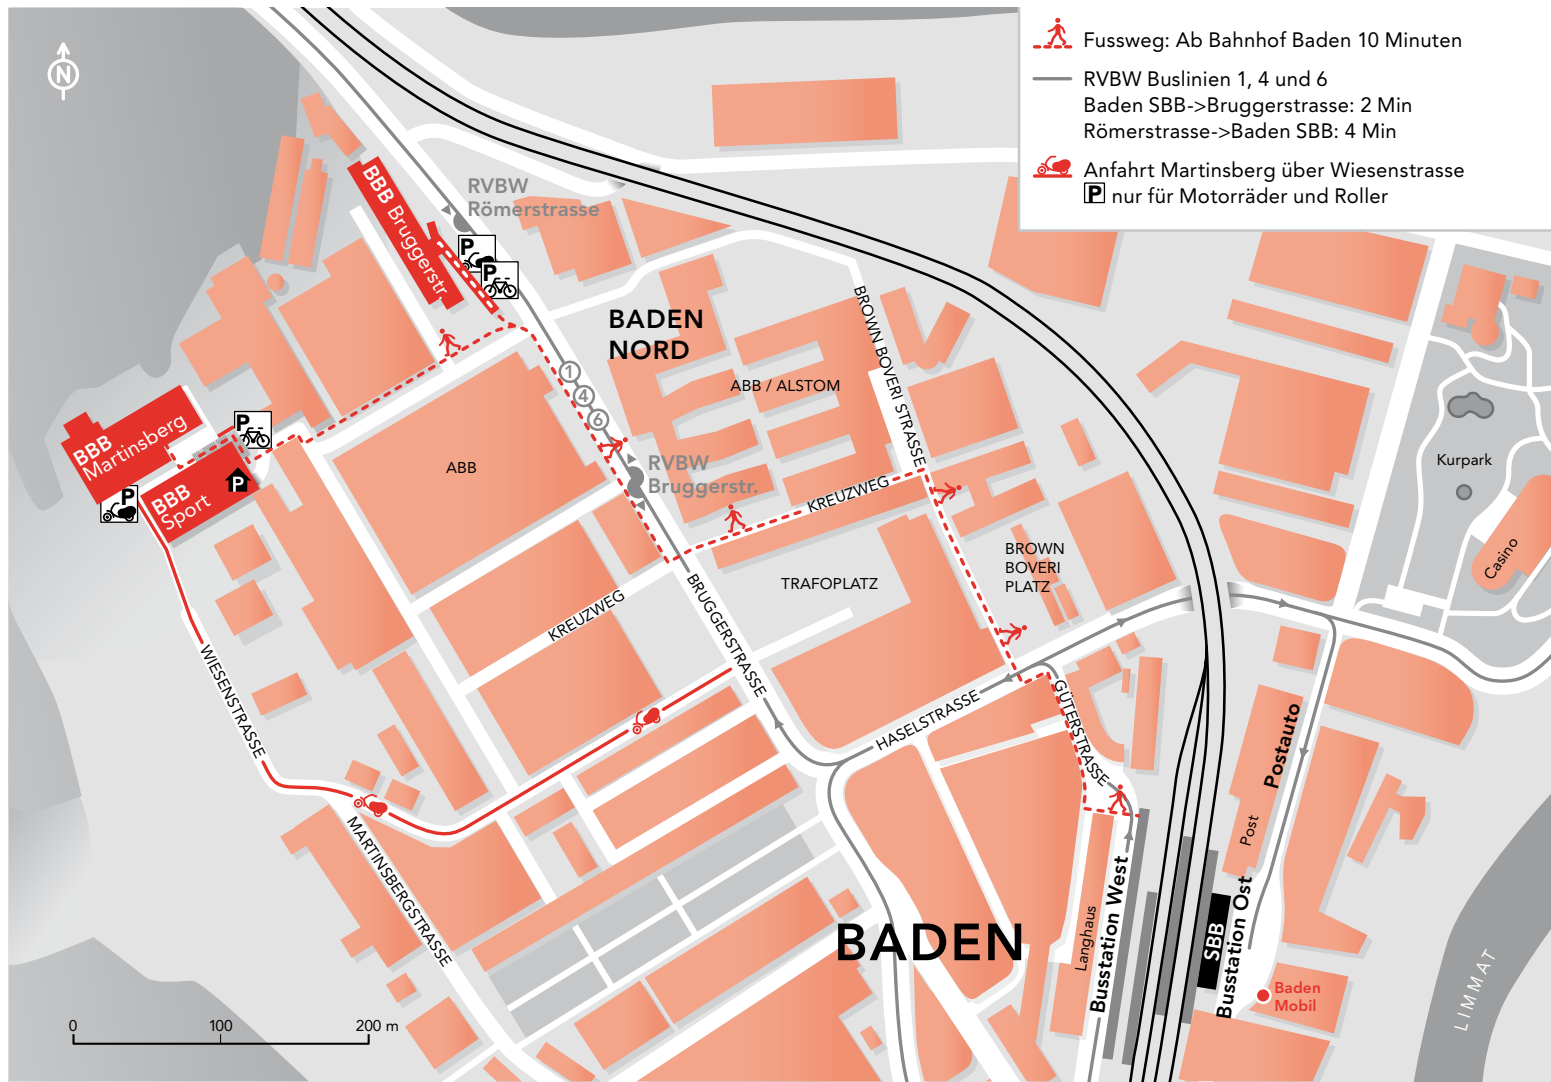 N
Fussweg: Ab Bahnhof Baden 10 Minuten
RVBW Buslinien 1, 4 und 6
Baden SBB->Bruggerstrasse: 2 Min
Römerstrasse->Baden SBB: 4 Min
Anfahrt Martinsberg über Wiesenstrasse
P nur für Motorräder und Roller
BBB Bruggerstr.
RVBW
Römerstrasse
P
P
BADEN
NORD
BROWN BOVERI STRASSE
1
4
6
ABB / ALSTOM
BBB
Martinsberg
P
ABB
RVBW
Bruggerstr.
Kurpark
P
BBB
Sport
P
KREUZWEG
BROWN
BOVERI
PLATZ
Casino
TRAFOPLATZ
KREUZWEG
BRUGGERSTRASSE
WIESENSTRASSE
HASELSTRASSE
GÜTERSTRASSE
Postauto
Post
MARTINSBERGSTRASSE
BADEN
Langhaus
Busstation West
SBB
Busstation Ost
Baden
Mobil
LIMMAT
0 100 200 m